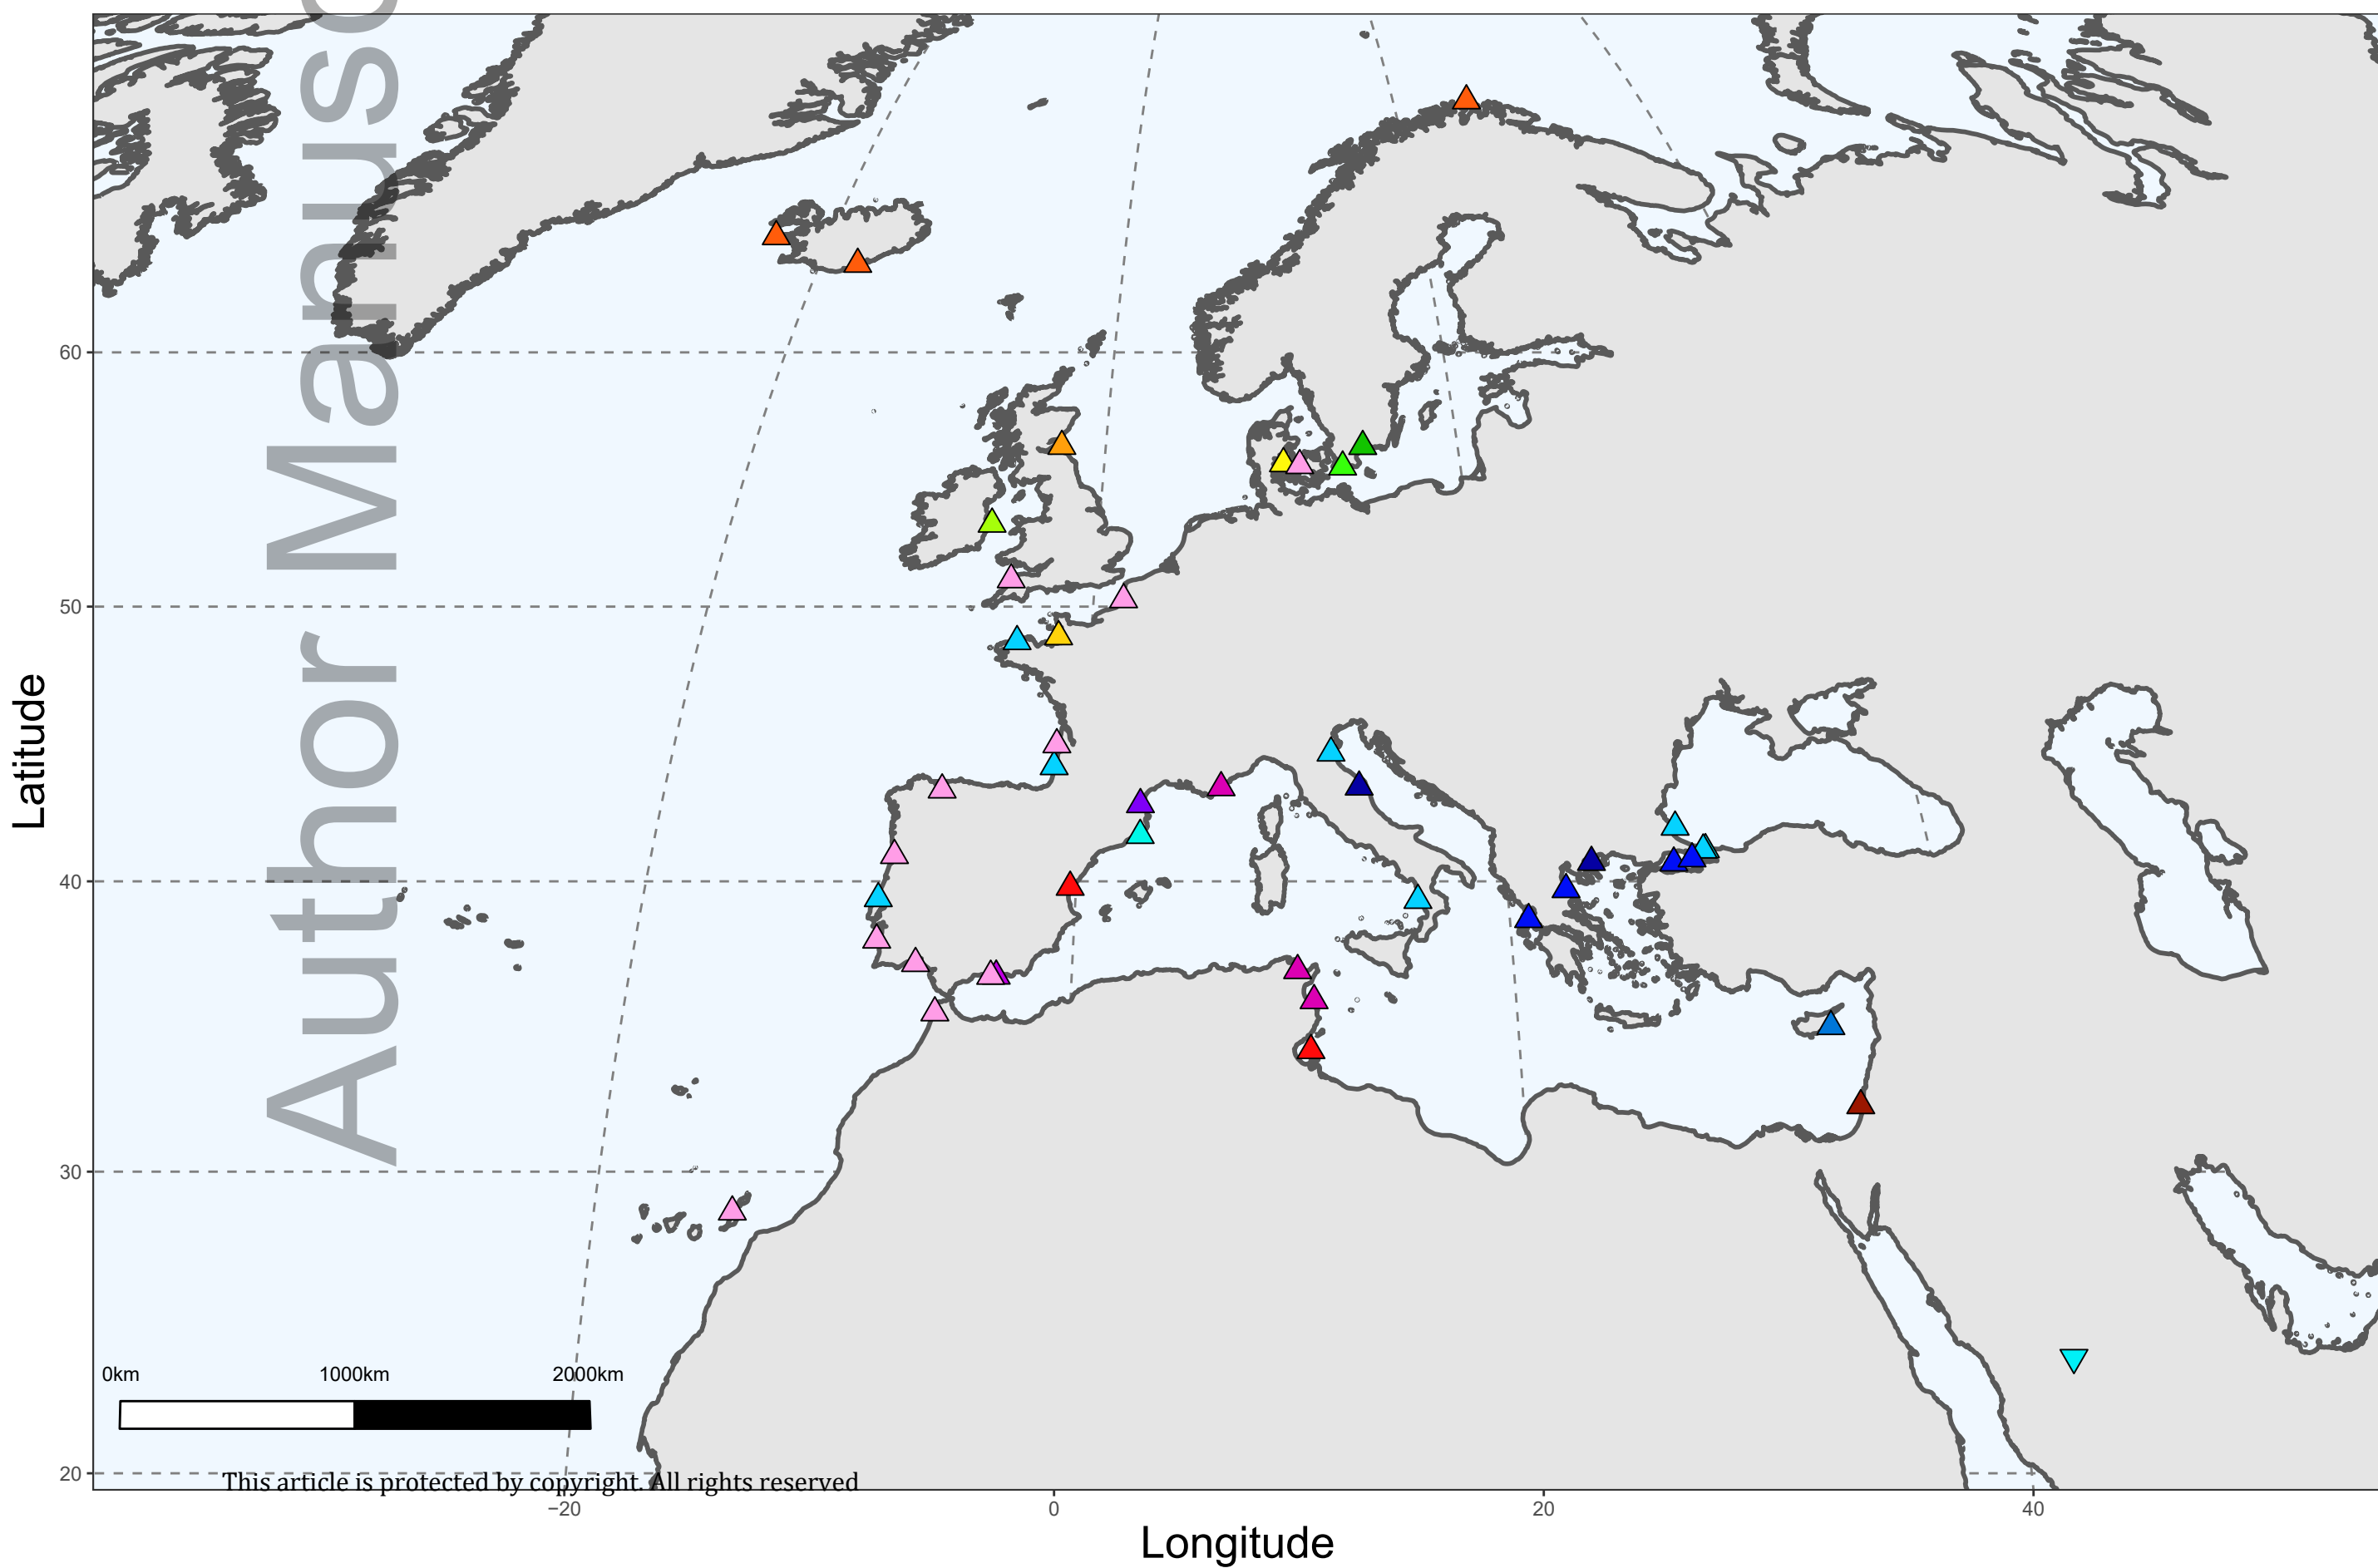 Author Manusc
60
50
40
30
20
Latitude
0km 1000km 2000km
This article is protected by copyright. All rights reserved
−20 0 20 40
Longitude